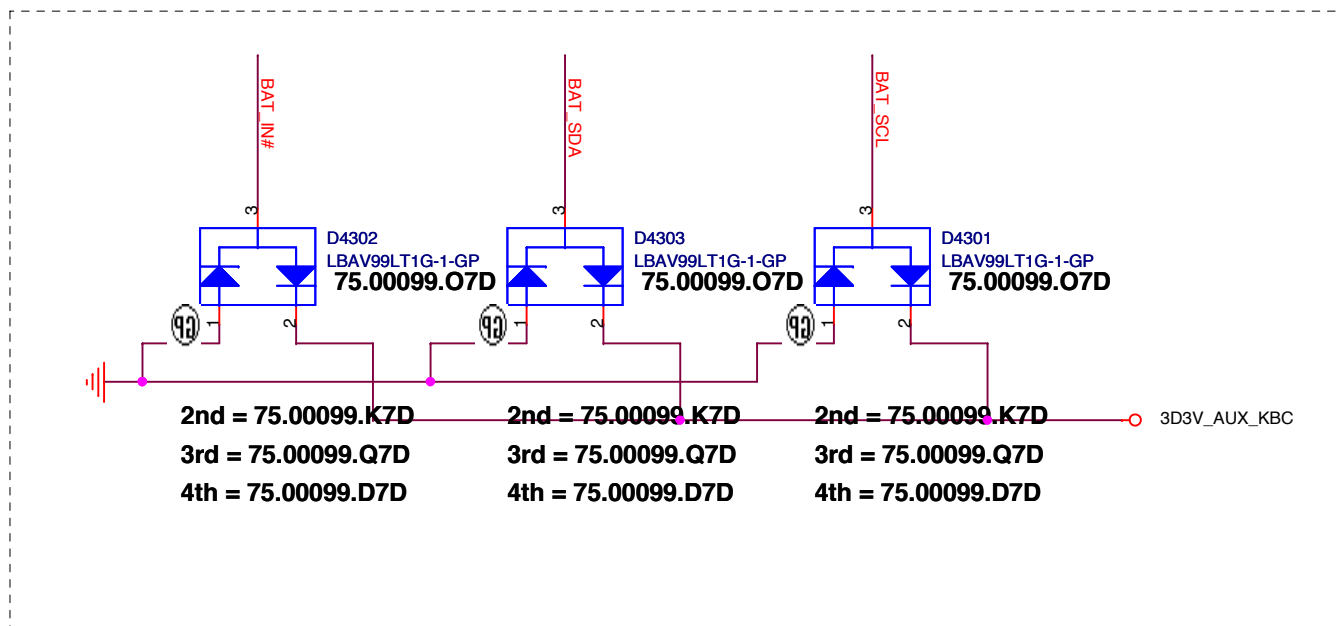 BAT_IN#
BAT_SDA
BAT_SCL
3
3
3
D4302
D4303
D4301
LBAV99LT1G-1-GP
LBAV99LT1G-1-GP
LBAV99LT1G-1-GP
75.00099.O7D
75.00099.O7D
75.00099.O7D
GP
1
2
GP
1
2
GP
1
2
2nd = 75.00099.K7D
2nd = 75.00099.K7D
2nd = 75.00099.K7D
3D3V_AUX_KBC
3rd = 75.00099.Q7D
3rd = 75.00099.Q7D
3rd = 75.00099.Q7D
4th = 75.00099.D7D
4th = 75.00099.D7D
4th = 75.00099.D7D